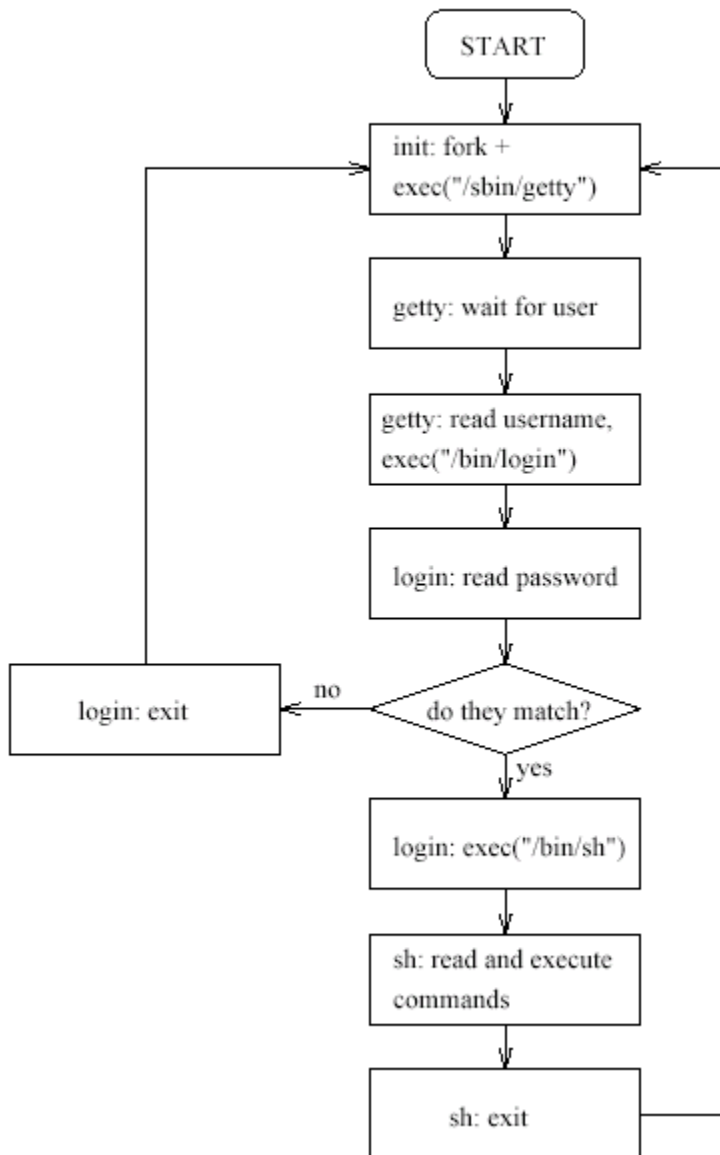 START
init: fork +
exec("/sbin/getty")
getty: wait for user
getty: read username,
exec("/bin/login")
login: read password
do they match?
no
login: exit
yes
login: exec("/bin/sh")
sh: read and execute
commands
sh: exit